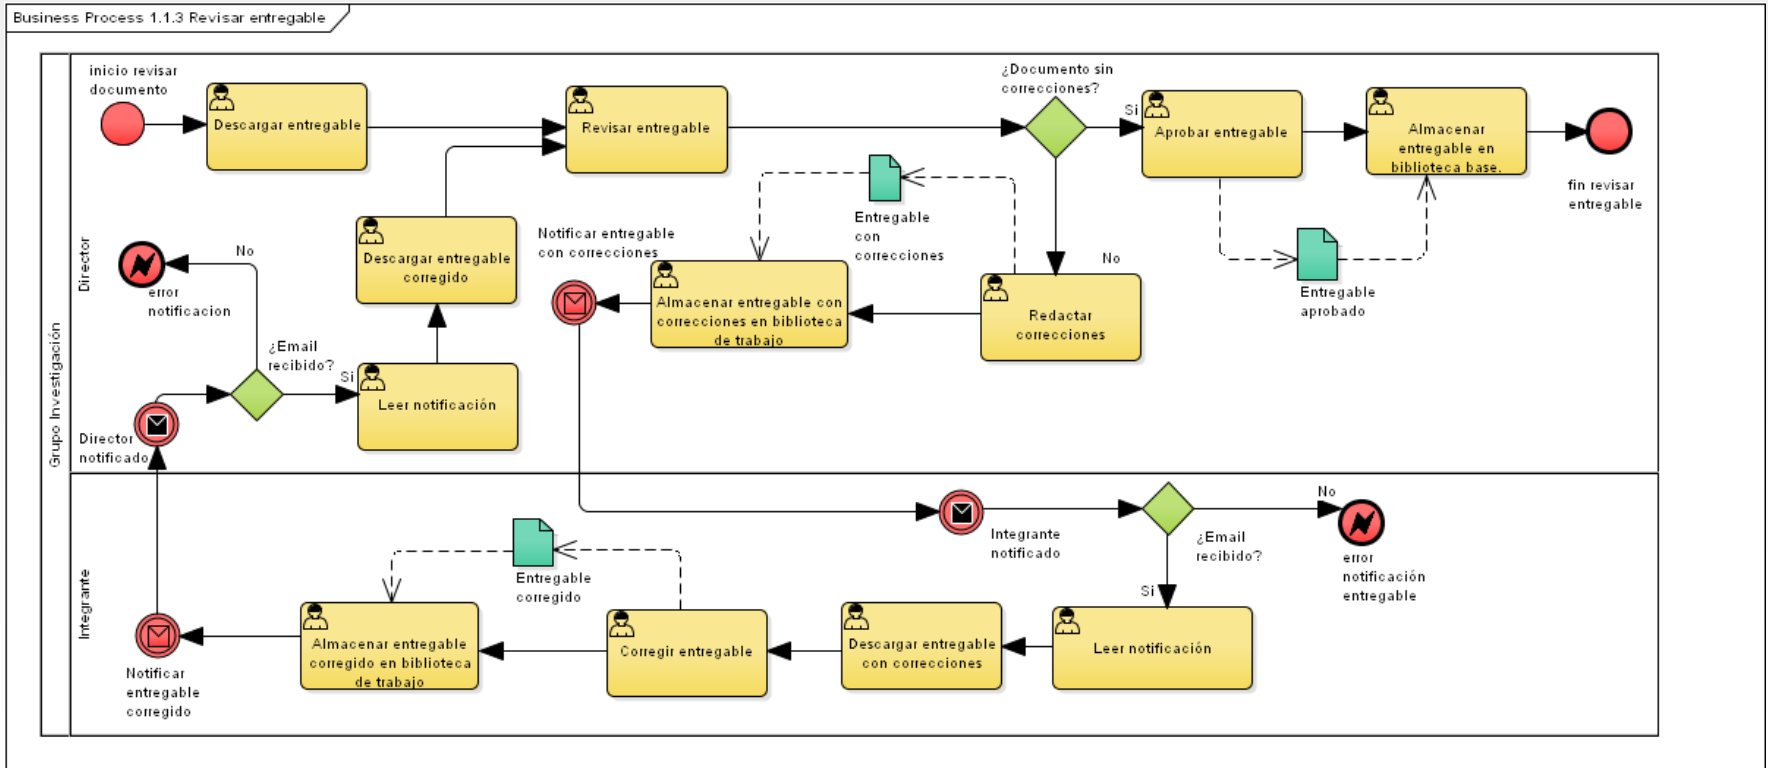 Business Process 1.1.3 Revisar entregable
inicio revisar
documento
Descargar entregable
Revisar entregable
¿Documento sin
correcciones?
Si
Aprobar entregable
Almacenar
entregable en
biblioteca base.
fin revisar
entregable
Entregable
con
correcciones
Entregable
aprobado
No
Redactar
correcciones
Almacenar entregable con
correcciones en biblioteca
de trabajo
Notificar entregable
con correcciones
Descargar entregable
corregido
No
error
notificacion
¿Email
recibido?
Si
Leer notificación
Director
notificado
Director
Grupo Investigación
Integrante
Integrante
notificado
¿Email
recibido?
No
error
notificación
entregable
Si
Leer notificación
Descargar entregable
con correcciones
Corregir entregable
Entregable
corregido
Almacenar entregable
corregido en biblioteca
de trabajo
Notificar
entregable
corregido